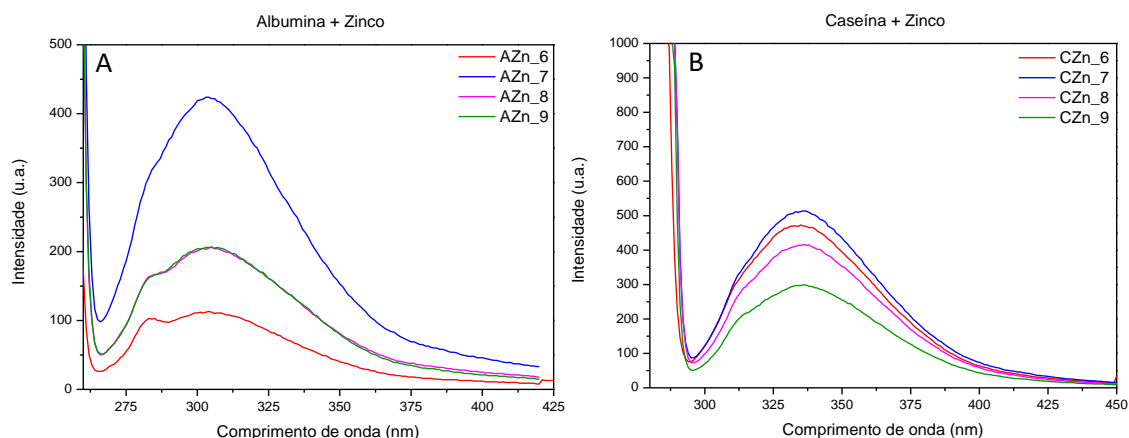 Albumina + Zinco
A
AZn_6
AZn_7
AZn_8
AZn_9
500
400
300
200
100
0
Intensidade (u.a.)
275 300 325 350 375 400 425
Comprimento de onda (nm)
Caseína + Zinco
B
CZn_6
CZn_7
CZn_8
CZn_9
1000
900
800
700
600
500
400
300
200
100
0
Intensidade (u.a.)
300 325 350 375 400 425 450
Comprimento de onda (nm)